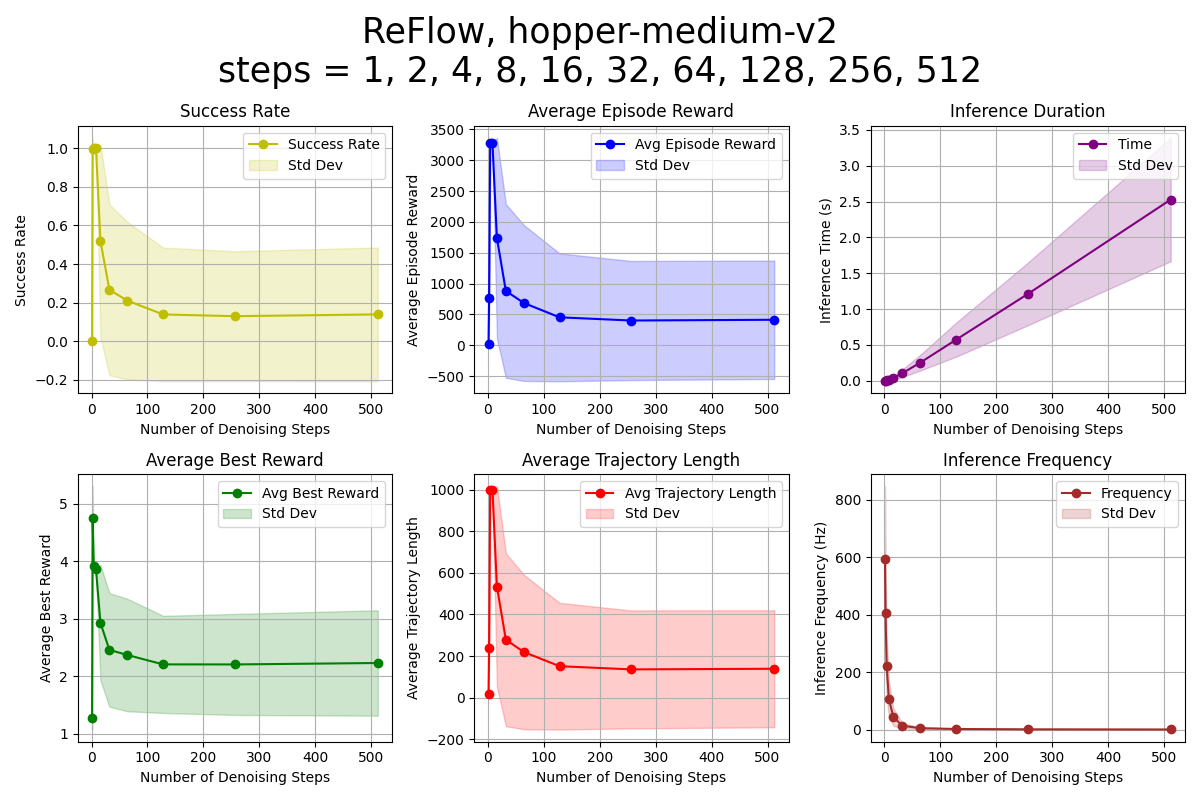 ReFlow, hopper-medium-v2
steps = 1, 2, 4, 8, 16, 32, 64, 128, 256, 512
Success Rate
Success Rate
Std Dev
1.0
0.8
0.6
0.4
0.2
0.0
−0.2
Success Rate
0 100 200 300 400 500
Number of Denoising Steps
Average Episode Reward
Avg Episode Reward
Std Dev
3500
3000
2500
2000
1500
1000
500
0
−500
Average Episode Reward
0 100 200 300 400 500
Number of Denoising Steps
Inference Duration
Time
Std Dev
3.5
3.0
2.5
2.0
1.5
1.0
0.5
0.0
Inference Time (s)
0 100 200 300 400 500
Number of Denoising Steps
Average Best Reward
Avg Best Reward
Std Dev
5
4
3
2
1
Average Best Reward
0 100 200 300 400 500
Number of Denoising Steps
Average Trajectory Length
Avg Trajectory Length
Std Dev
1000
800
600
400
200
0
−200
Average Trajectory Length
0 100 200 300 400 500
Number of Denoising Steps
Inference Frequency
Frequency
Std Dev
800
600
400
200
0
Inference Frequency (Hz)
0 100 200 300 400 500
Number of Denoising Steps